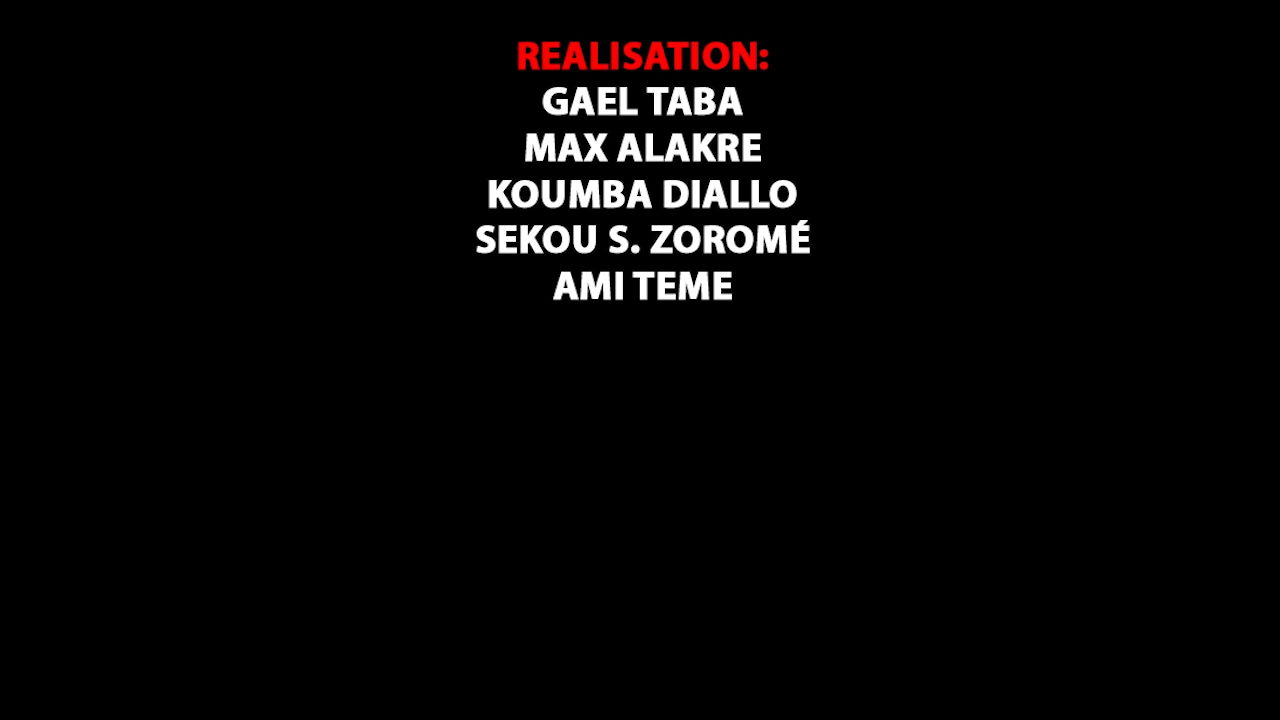 REALISATION:
GAEL TABA
MAX ALAKRE
KOUMBA DIALLO
SEKOU S. ZOROMÉ
AMI TEME